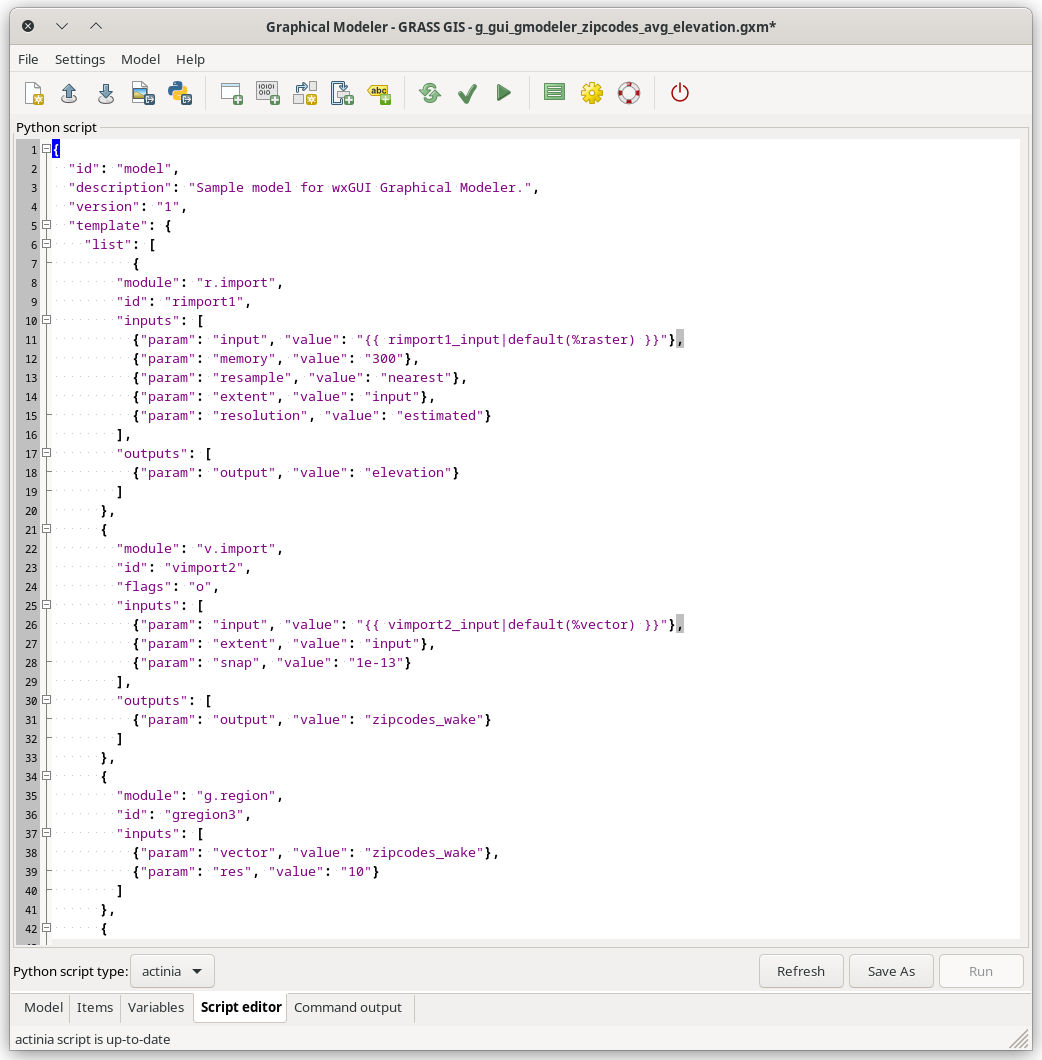 Graphical Modeler - GRASS GIS - g_gui_gmodeler_zipcodes_avg_elevation.gxm*
File Settings Model Help
Python script
1 {
2 "id": "model",
3 "description": "Sample model for wxGUI Graphical Modeler.",
4 "version": "1",
5 "template": {
6 "list": [
7 {
8 "module": "r.import",
9 "id": "rimport1",
10 "inputs": [
11 {"param": "input", "value": "{{ rimport1_input|default(%raster) }}"},
12 {"param": "memory", "value": "300"},
13 {"param": "resample", "value": "nearest"},
14 {"param": "extent", "value": "input"},
15 {"param": "resolution", "value": "estimated"}
16 ],
17 "outputs": [
18 {"param": "output", "value": "elevation"}
19 ]
20 },
21 {
22 "module": "v.import",
23 "id": "vimport2",
24 "flags": "o",
25 "inputs": [
26 {"param": "input", "value": "{{ vimport2_input|default(%vector) }}"},
27 {"param": "extent", "value": "input"},
28 {"param": "snap", "value": "1e-13"}
29 ],
30 "outputs": [
31 {"param": "output", "value": "zipcodes_wake"}
32 ]
33 },
34 {
35 "module": "g.region",
36 "id": "gregion3",
37 "inputs": [
38 {"param": "vector", "value": "zipcodes_wake"},
39 {"param": "res", "value": "10"}
40 ]
41 },
42 {
Python script type: actinia Refresh Save As Run
Model Items Variables Script editor Command output
actinia script is up-to-date